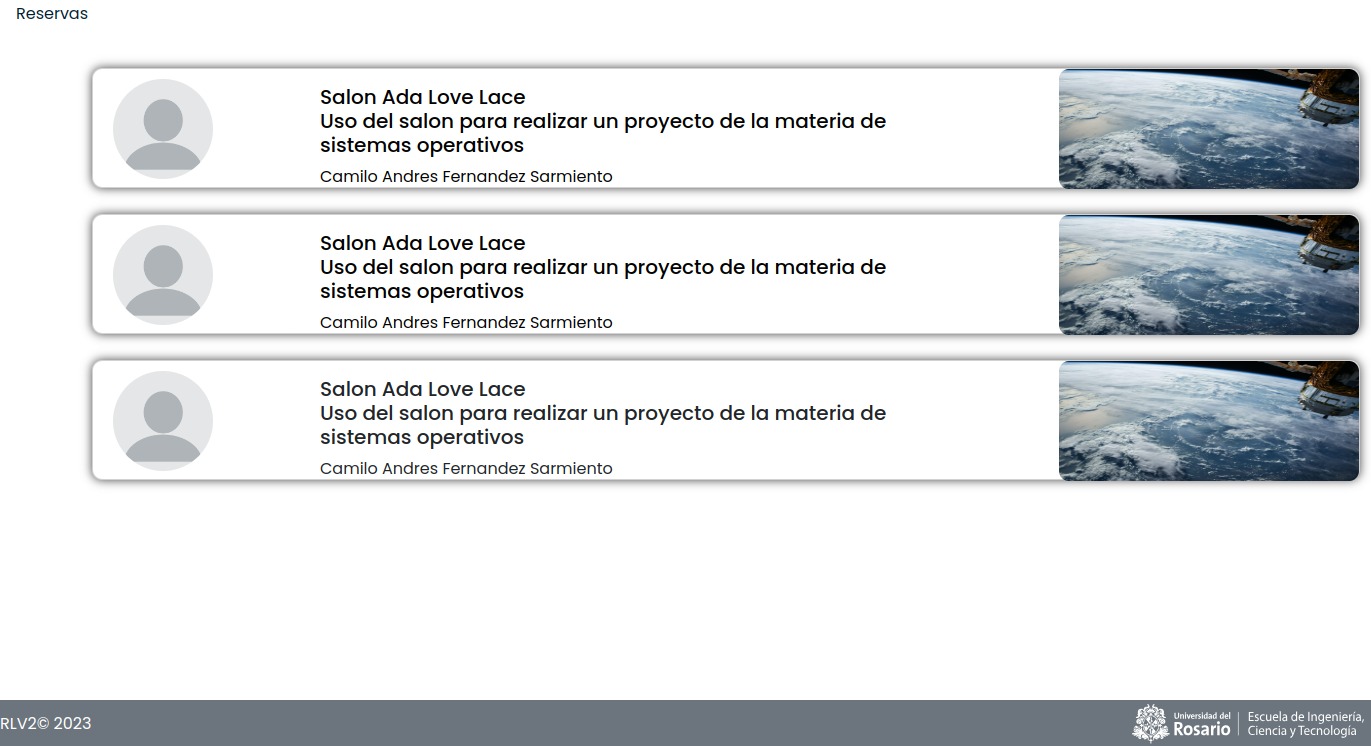 Reservas
Salon Ada Love Lace
Uso del salon para realizar un proyecto de la materia de
sistemas operativos
Camilo Andres Fernandez Sarmiento
Salon Ada Love Lace
Uso del salon para realizar un proyecto de la materia de
sistemas operativos
Camilo Andres Fernandez Sarmiento
Salon Ada Love Lace
Uso del salon para realizar un proyecto de la materia de
sistemas operativos
Camilo Andres Fernandez Sarmiento
RLV2© 2023
Universidad del
Rosario
Escuela de Ingeniería,
Ciencia y Tecnología